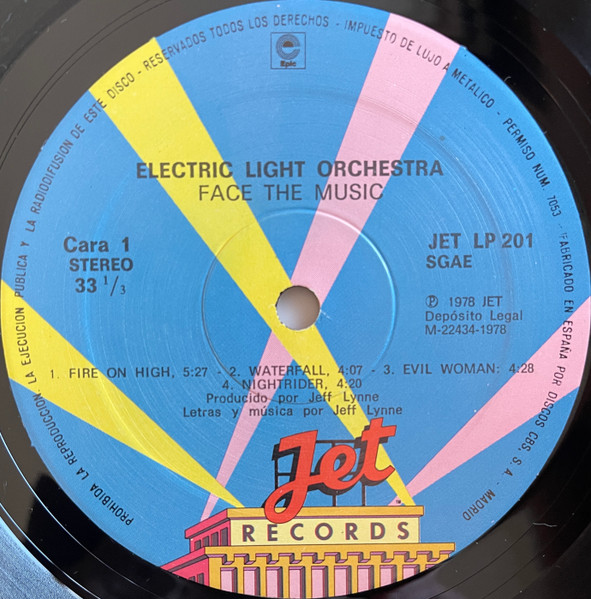 PROHIBIDA LA REPRODUCCION, LA EJECUCION PUBLICA Y LA RADIODIFUSION DE ESTE DISCO - RESERVADOS TODOS LOS DERECHOS - IMPUESTO DE LUJO A METALICO - PERMISO NUM. 7053 - FABRICADO EN ESPAÑA POR DISCOS CBS, S. A. - MADRID
e
Epic
ELECTRIC LIGHT ORCHESTRA
FACE THE MUSIC
Cara 1
STEREO
33 1/3
JET LP 201
SGAE
Ⓟ 1978 JET
Depósito Legal
M-22434-1978
1. FIRE ON HIGH, 5:27 - 2. WATERFALL, 4:07 - 3. EVIL WOMAN: 4:28
4. NIGHTRIDER, 4:20
Producido por Jeff Lynne
Letras y música por Jeff Lynne
Jet
RECORDS